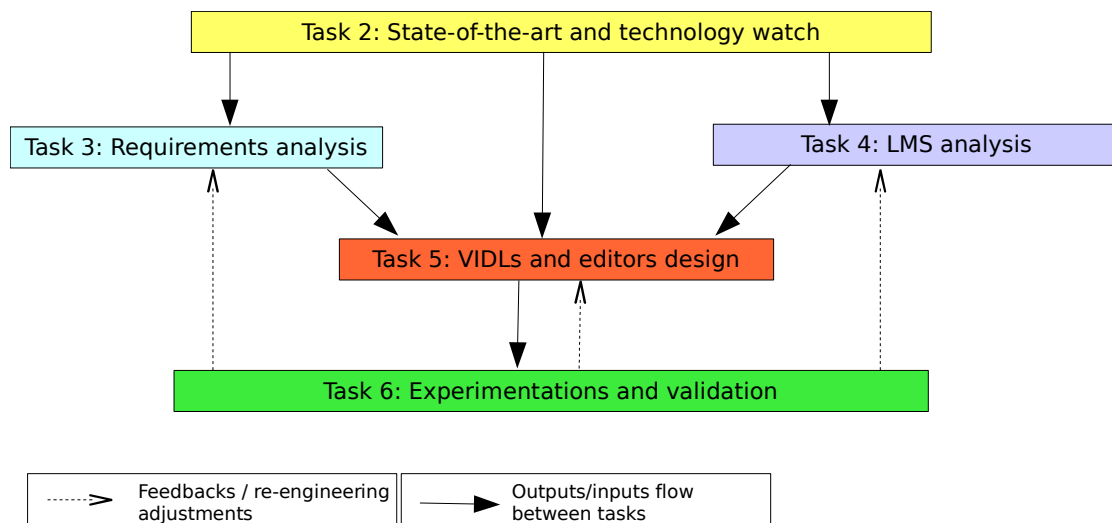 Task 2: State-of-the-art and technology watch
Task 3: Requirements analysis
Task 4: LMS analysis
Task 5: VIDLs and editors design
Task 6: Experimentations and validation
Feedbacks / re-engineering
adjustments
Outputs/inputs flow
between tasks